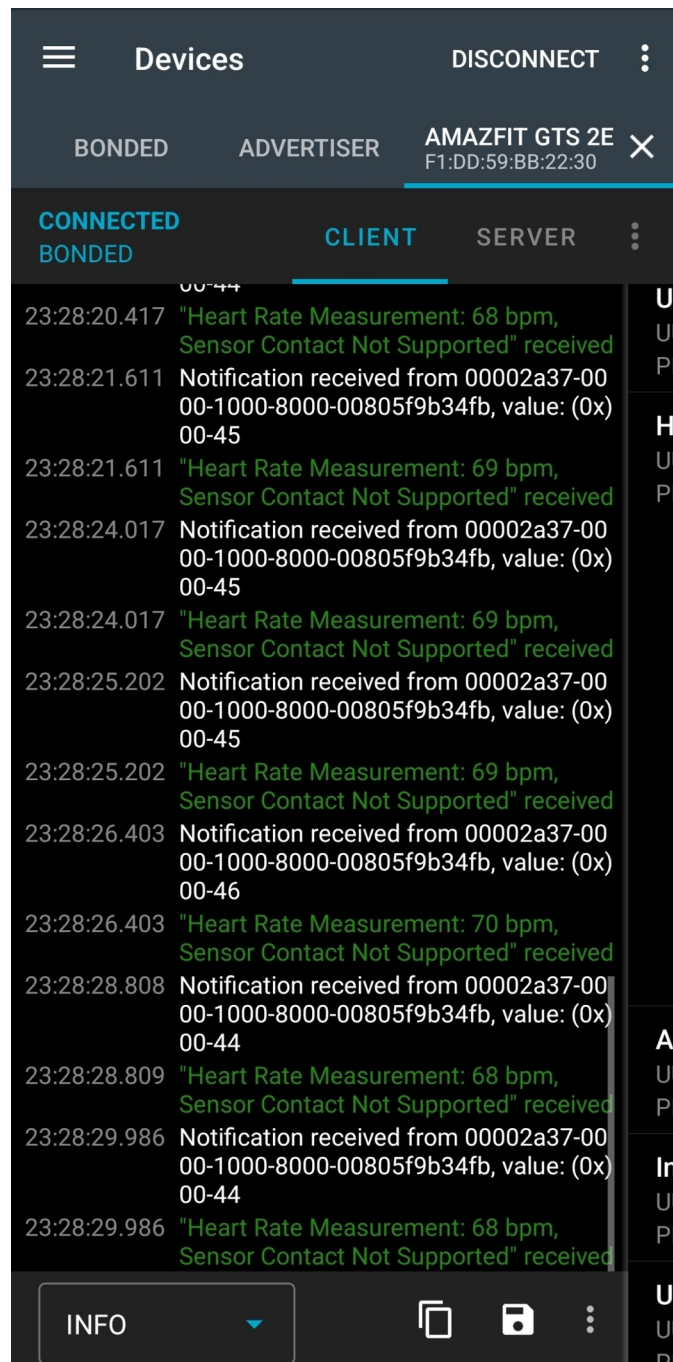 Devices
DISCONNECT
BONDED
ADVERTISER
AMAZFIT GTS 2E
F1:DD:59:BB:22:30
CONNECTED
BONDED
CLIENT
SERVER
00-44
23:28:20.417 "Heart Rate Measurement: 68 bpm,
Sensor Contact Not Supported" received
23:28:21.611 Notification received from 00002a37-00
00-1000-8000-00805f9b34fb, value: (0x)
00-45
23:28:21.611 "Heart Rate Measurement: 69 bpm,
Sensor Contact Not Supported" received
23:28:24.017 Notification received from 00002a37-00
00-1000-8000-00805f9b34fb, value: (0x)
00-45
23:28:24.017 "Heart Rate Measurement: 69 bpm,
Sensor Contact Not Supported" received
23:28:25.202 Notification received from 00002a37-00
00-1000-8000-00805f9b34fb, value: (0x)
00-45
23:28:25.202 "Heart Rate Measurement: 69 bpm,
Sensor Contact Not Supported" received
23:28:26.403 Notification received from 00002a37-00
00-1000-8000-00805f9b34fb, value: (0x)
00-46
23:28:26.403 "Heart Rate Measurement: 70 bpm,
Sensor Contact Not Supported" received
23:28:28.808 Notification received from 00002a37-00
00-1000-8000-00805f9b34fb, value: (0x)
00-44
23:28:28.809 "Heart Rate Measurement: 68 bpm,
Sensor Contact Not Supported" received
23:28:29.986 Notification received from 00002a37-00
00-1000-8000-00805f9b34fb, value: (0x)
00-44
23:28:29.986 "Heart Rate Measurement: 68 bpm,
Sensor Contact Not Supported" received
INFO